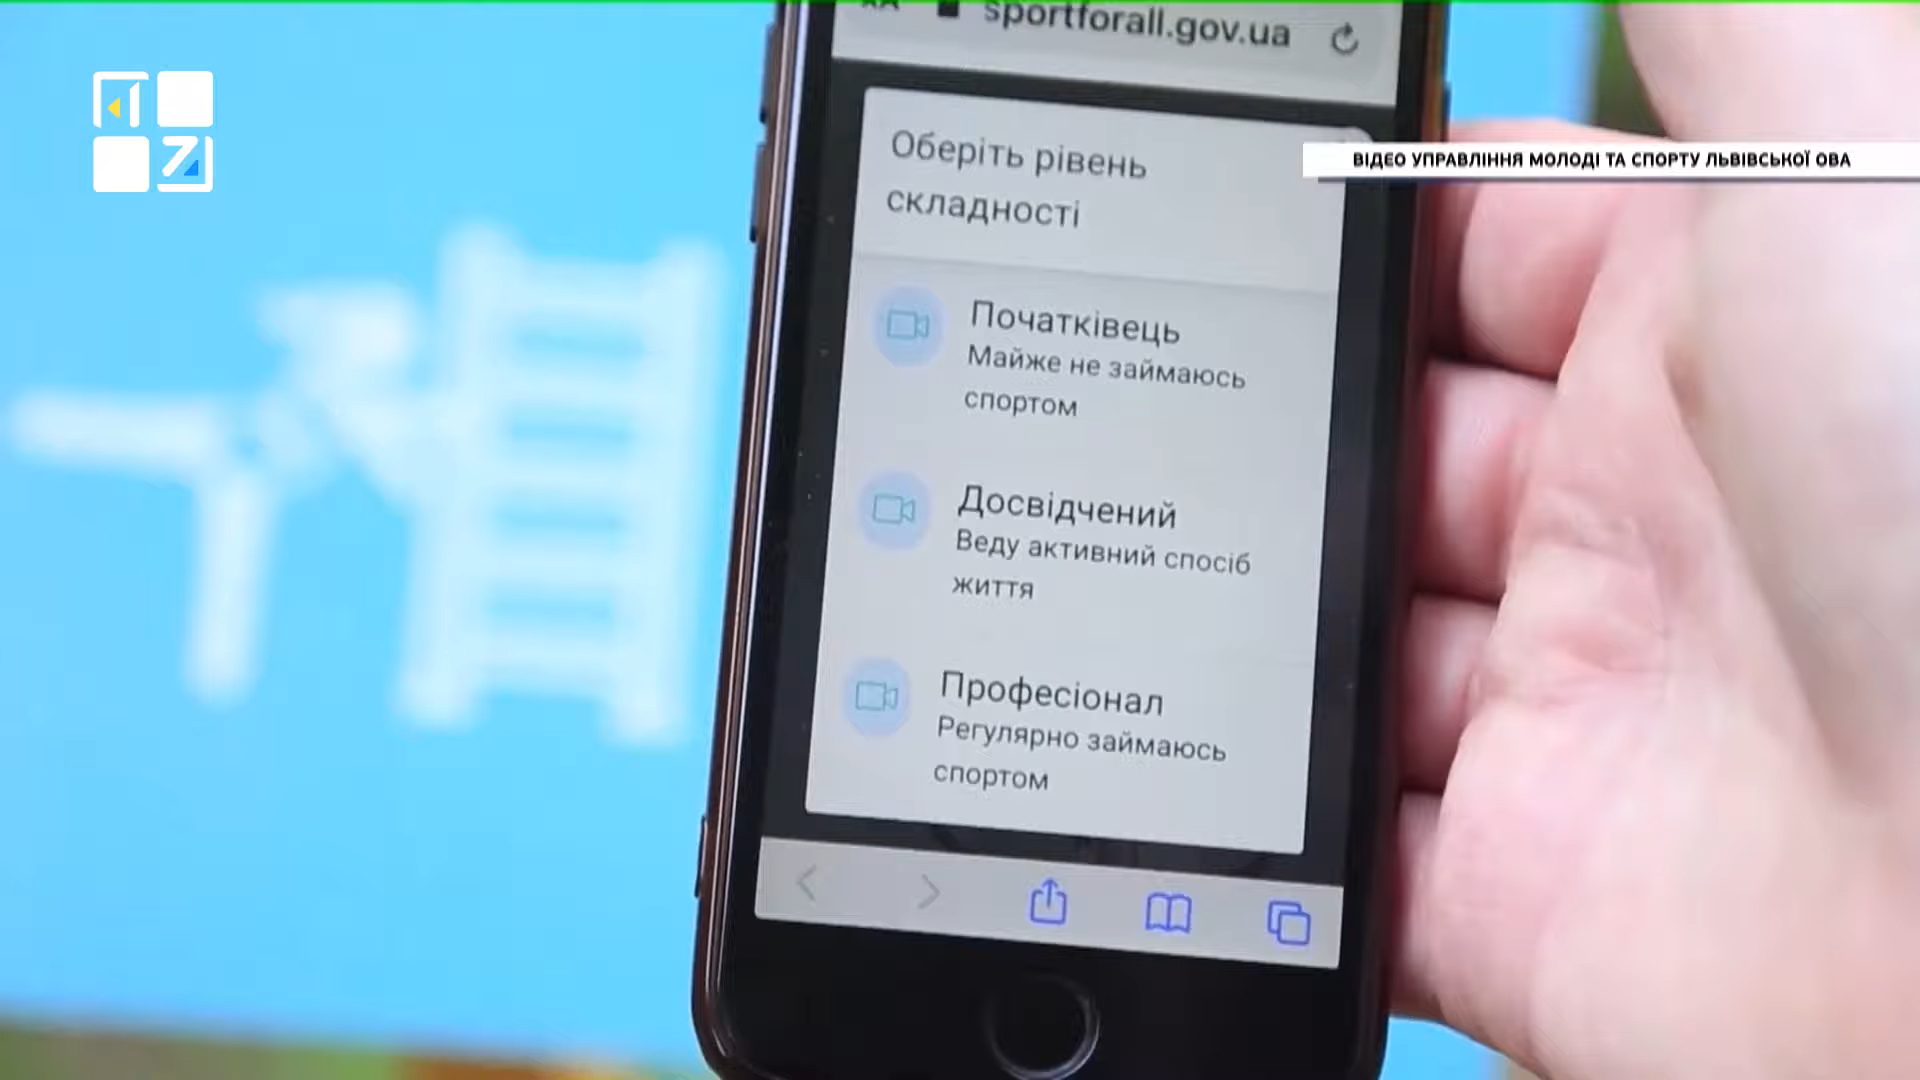 sportforall.gov.ua
ВІДЕО УПРАВЛІННЯ МОЛОДІ ТА СПОРТУ ЛЬВІВСЬКОЇ ОВА
Оберіть рівень
складності
Початківець
Майже не займаюсь
спортом
Досвідчений
Веду активний спосіб
життя
Професіонал
Регулярно займаюсь
спортом